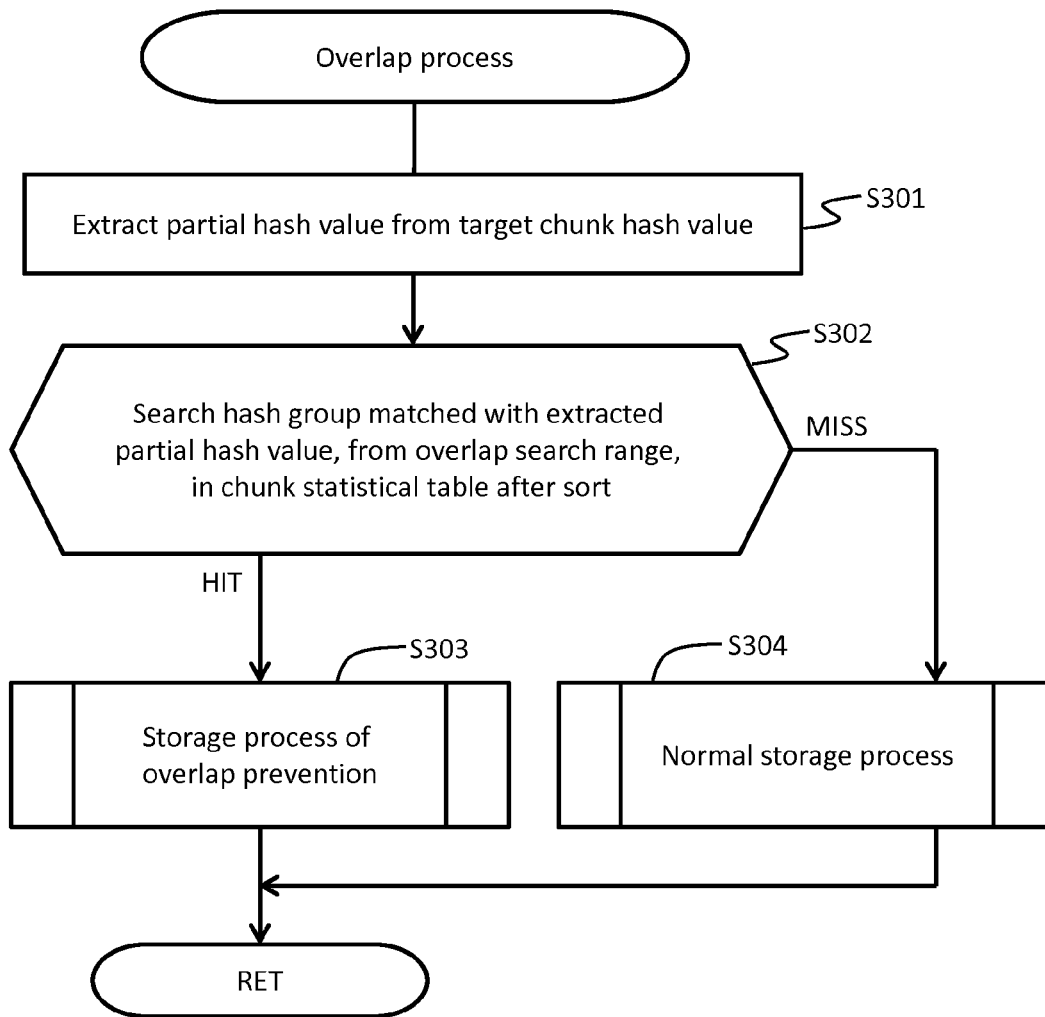 Overlap process
S301
Extract partial hash value from target chunk hash value
S302
Search hash group matched with extracted
partial hash value, from overlap search range,
in chunk statistical table after sort
MISS
HIT
S303
S304
Storage process of
overlap prevention
Normal storage process
RET